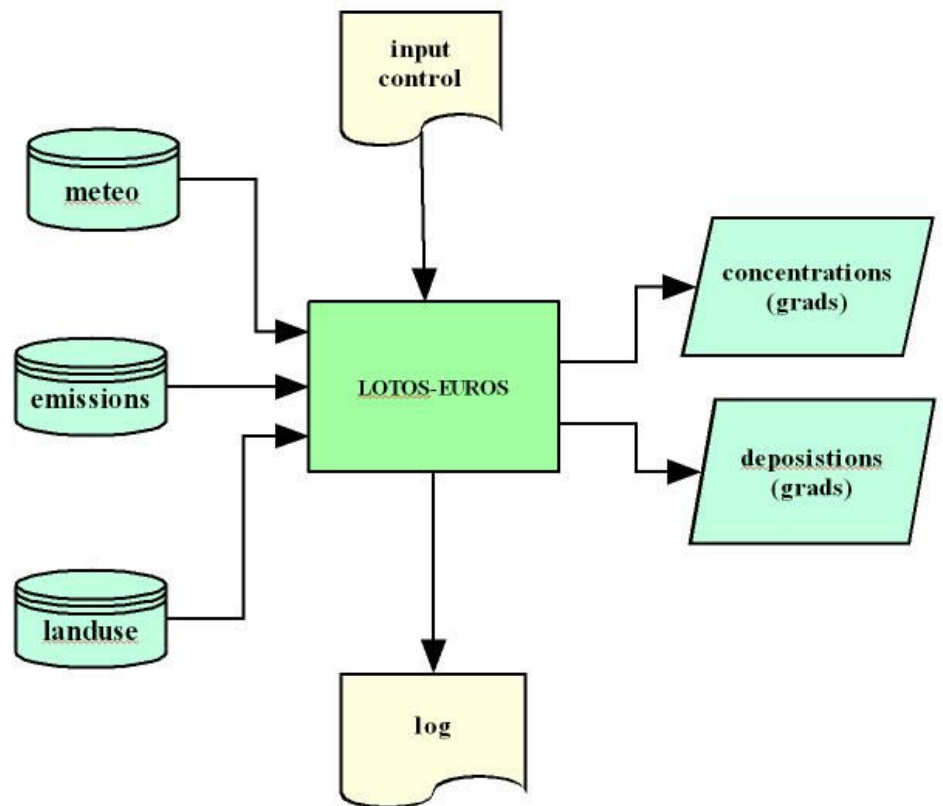 input
control
meteo
concentrations
(grads)
emissions
LOTOS-EUROS
deposistions
(grads)
landuse
log